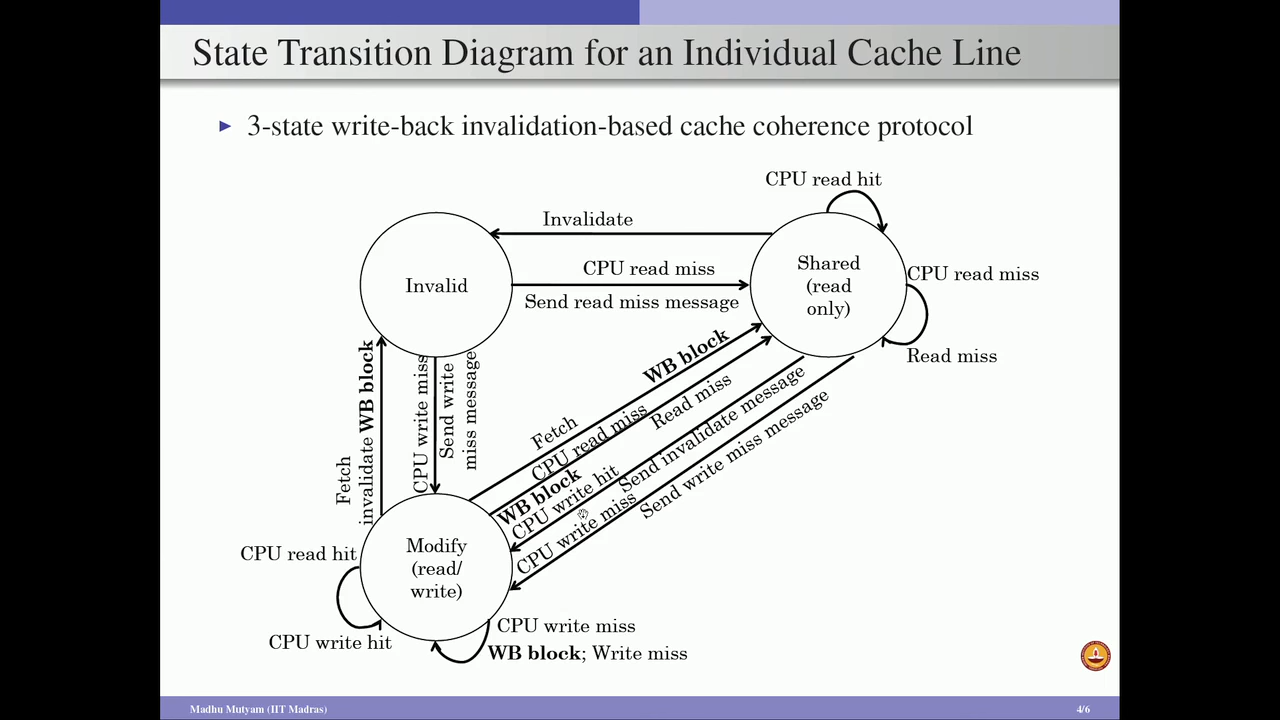 State Transition Diagram for an Individual Cache Line
3-state write-back invalidation-based cache coherence protocol
CPU read hit
Invalidate
CPU read miss
Send read miss message
Invalid
Shared
(read
only)
CPU read miss
Read miss
Fetch
invalidate WB block
CPU write miss
Send write
miss message
Fetch
WB block
CPU read miss
WB block
Read miss
CPU write hit
Send invalidate message
CPU write miss
Send write miss message
Modify
(read/
write)
CPU read hit
CPU write hit
CPU write miss
WB block; Write miss
Madhu Mutyam (IIT Madras)
4/6